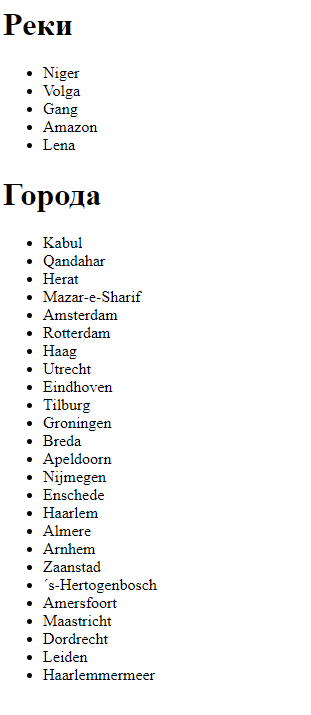 Реки
Niger
Volga
Gang
Amazon
Lena
Города
Kabul
Qandahar
Herat
Mazar-e-Sharif
Amsterdam
Rotterdam
Haag
Utrecht
Eindhoven
Tilburg
Groningen
Breda
Apeldoorn
Nijmegen
Enschede
Haarlem
Almere
Arnhem
Zaanstad
´s-Hertogenbosch
Amersfoort
Maastricht
Dordrecht
Leiden
Haarlemmermeer